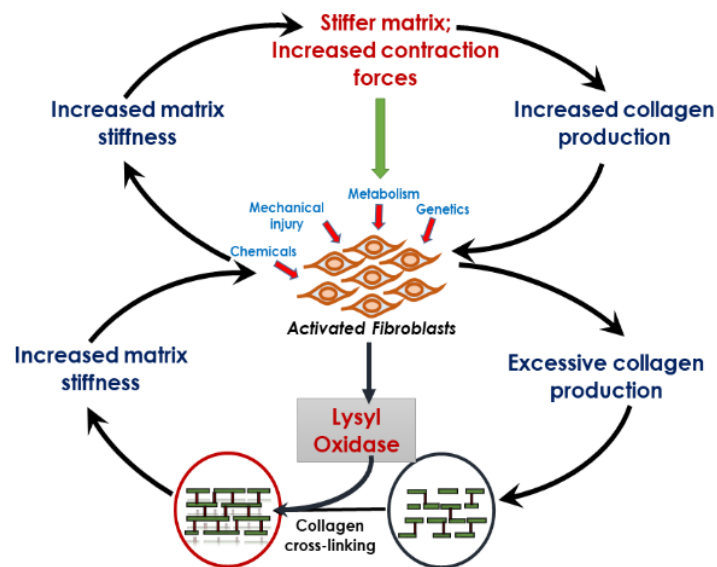 Stiffer matrix;
Increased contraction
forces
Increased matrix
stiffness
Increased collagen
production
Metabolism
Mechanical
injury
Genetics
Chemicals
Activated Fibroblasts
Increased matrix
stiffness
Excessive collagen
production
Lysyl
Oxidase
Collagen
cross-linking